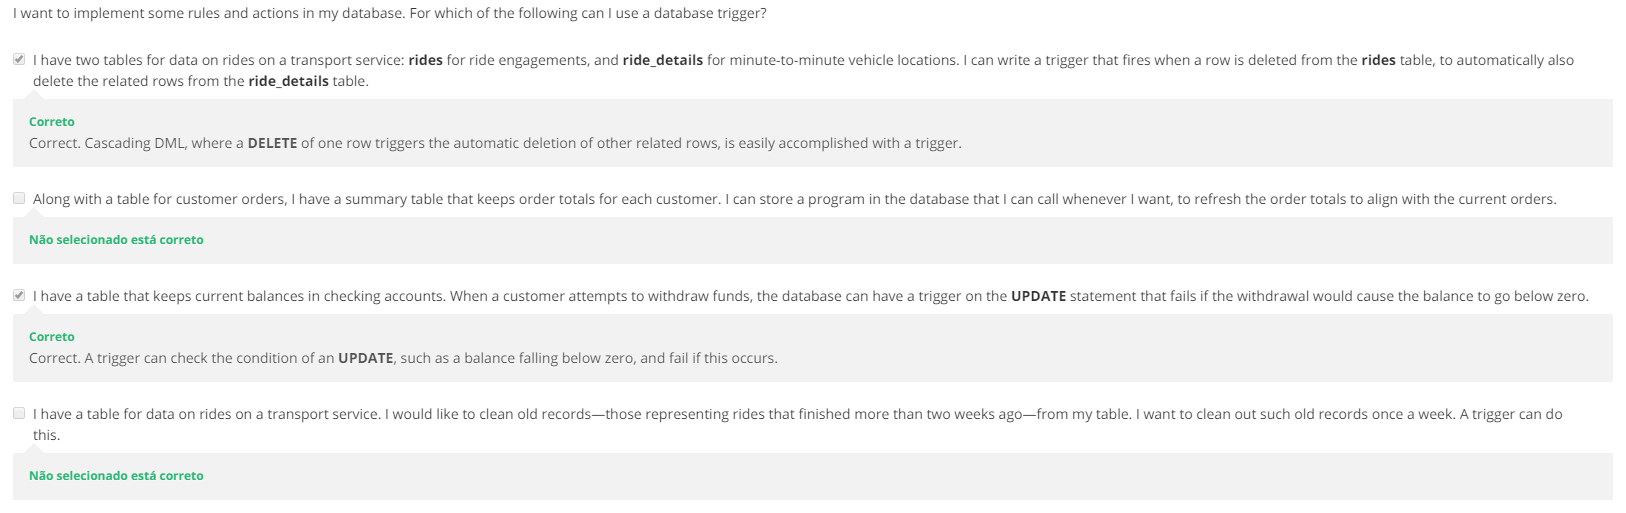 I want to implement some rules and actions in my database. For which of the following can I use a database trigger?
I have two tables for data on rides on a transport service: rides for ride engagements, and ride_details for minute-to-minute vehicle locations. I can write a trigger that fires when a row is deleted from the rides table, to automatically also
delete the related rows from the ride_details table.
Correto
Correct. Cascading DML, where a DELETE of one row triggers the automatic deletion of other related rows, is easily accomplished with a trigger.
Along with a table for customer orders, I have a summary table that keeps order totals for each customer. I can store a program in the database that I can call whenever I want, to refresh the order totals to align with the current orders.
Não selecionado está correto
I have a table that keeps current balances in checking accounts. When a customer attempts to withdraw funds, the database can have a trigger on the UPDATE statement that fails if the withdrawal would cause the balance to go below zero.
Correto
Correct. A trigger can check the condition of an UPDATE, such as a balance falling below zero, and fail if this occurs.
I have a table for data on rides on a transport service. I would like to clean old records—those representing rides that finished more than two weeks ago—from my table. I want to clean out such old records once a week. A trigger can do
this.
Não selecionado está correto